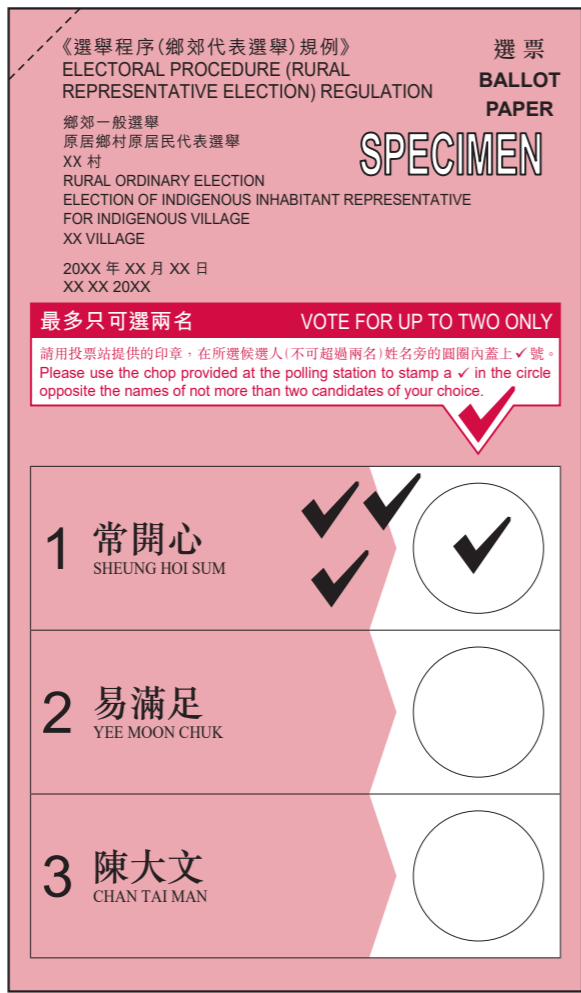 《選舉程序(鄉郊代表選舉)規例》
ELECTORAL PROCEDURE (RURAL
REPRESENTATIVE ELECTION) REGULATION
選票
BALLOT
PAPER
SPECIMEN
鄉郊一般選舉
原居鄉村原居民代表選舉
XX 村
RURAL ORDINARY ELECTION
ELECTION OF INDIGENOUS INHABITANT REPRESENTATIVE
FOR INDIGENOUS VILLAGE
XX VILLAGE
20XX 年 XX 月 XX 日
XX XX 20XX
最多只可選兩名 VOTE FOR UP TO TWO ONLY
請用投票站提供的印章，在所選候選人(不可超過兩名)姓名旁的圓圈內蓋上✓號。
Please use the chop provided at the polling station to stamp a ✓ in the circle
opposite the names of not more than two candidates of your choice.
1 常開心
SHEUNG HOI SUM
2 易滿足
YEE MOON CHUK
3 陳大文
CHAN TAI MAN